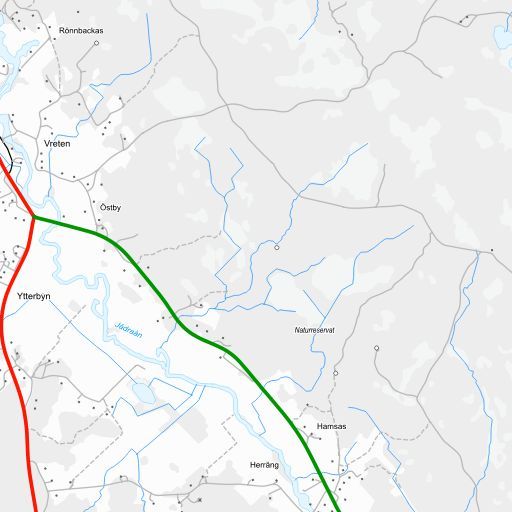 Rönnbackas
Vreten
Östby
Ytterbyn
Jädraån
Naturreservat
Hamsas
Herräng